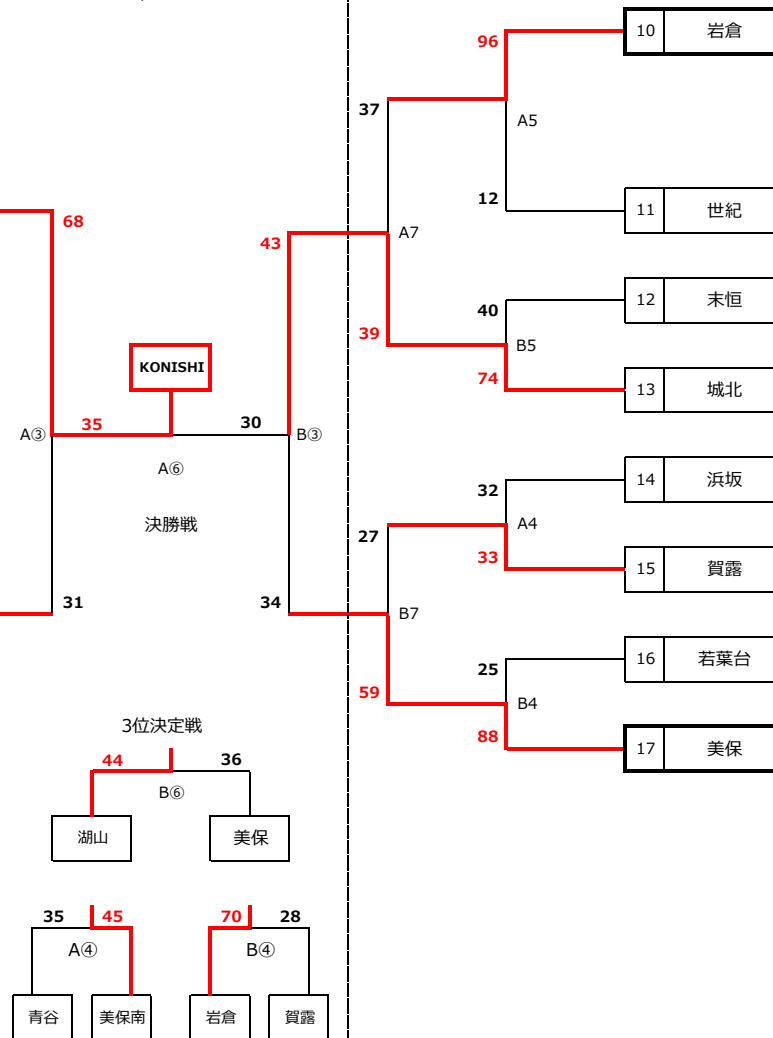 96
10 岩倉
37
A5
12
11 世紀
68
43
A7
12 末恒
40
39
B5
KONISHI
74
13 城北
35
30
A③
B③
A⑥
14 浜坂
32
決勝戦
27
A4
33
15 賀露
31
34
B7
16 若葉台
25
59
B4
3位決定戦
88
17 美保
44
36
B⑥
湖山
美保
35 45
70 28
A④
B④
青谷
美保南
岩倉
賀露